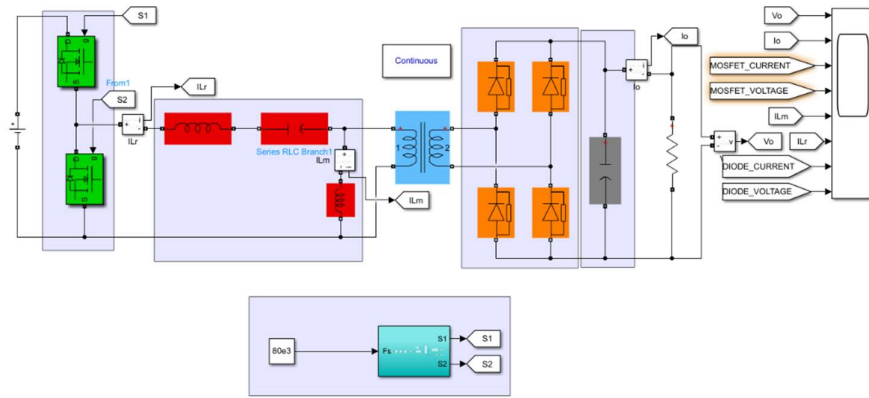 S1
Io
Vo
Io
Continuous
MOSFET_CURRENT
From1
ILr
MOSFET_VOLTAGE
S2
Io
ILm
ILr
Series RLC Branch1
ILm
1
2
Vo
ILr
DIODE_CURRENT
ILm
DIODE_VOLTAGE
80e3
Fs
S1
S1
S2
S2